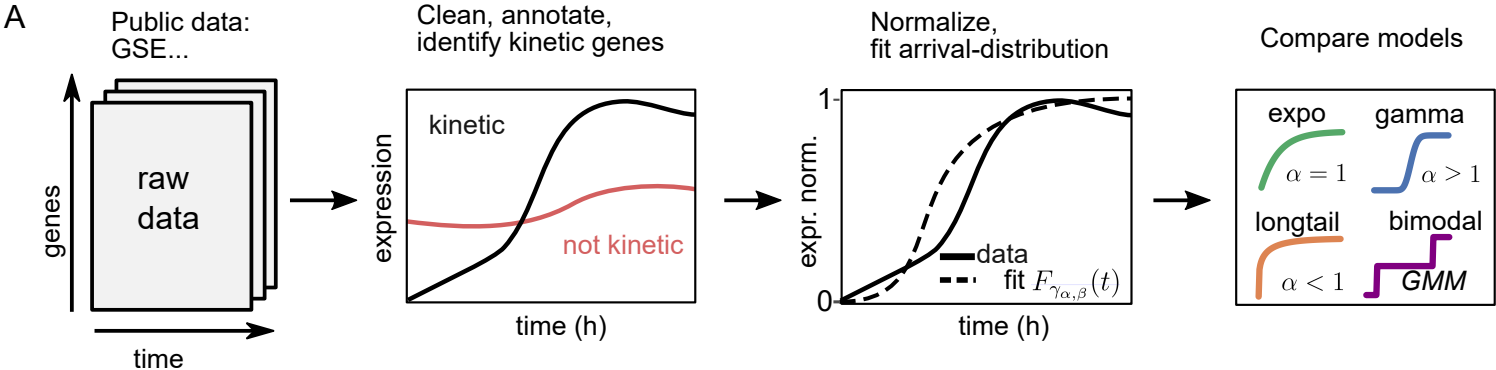 A
Public data:
GSE...
genes
raw
data
time
Clean, annotate,
identify kinetic genes
expression
kinetic
not kinetic
time (h)
Normalize,
fit arrival-distribution
expr. norm.
1
0
data
fit F_{γ_{α,β}}(t)
time (h)
Compare models
expo
α = 1
gamma
α > 1
longtail
α < 1
bimodal
GMM